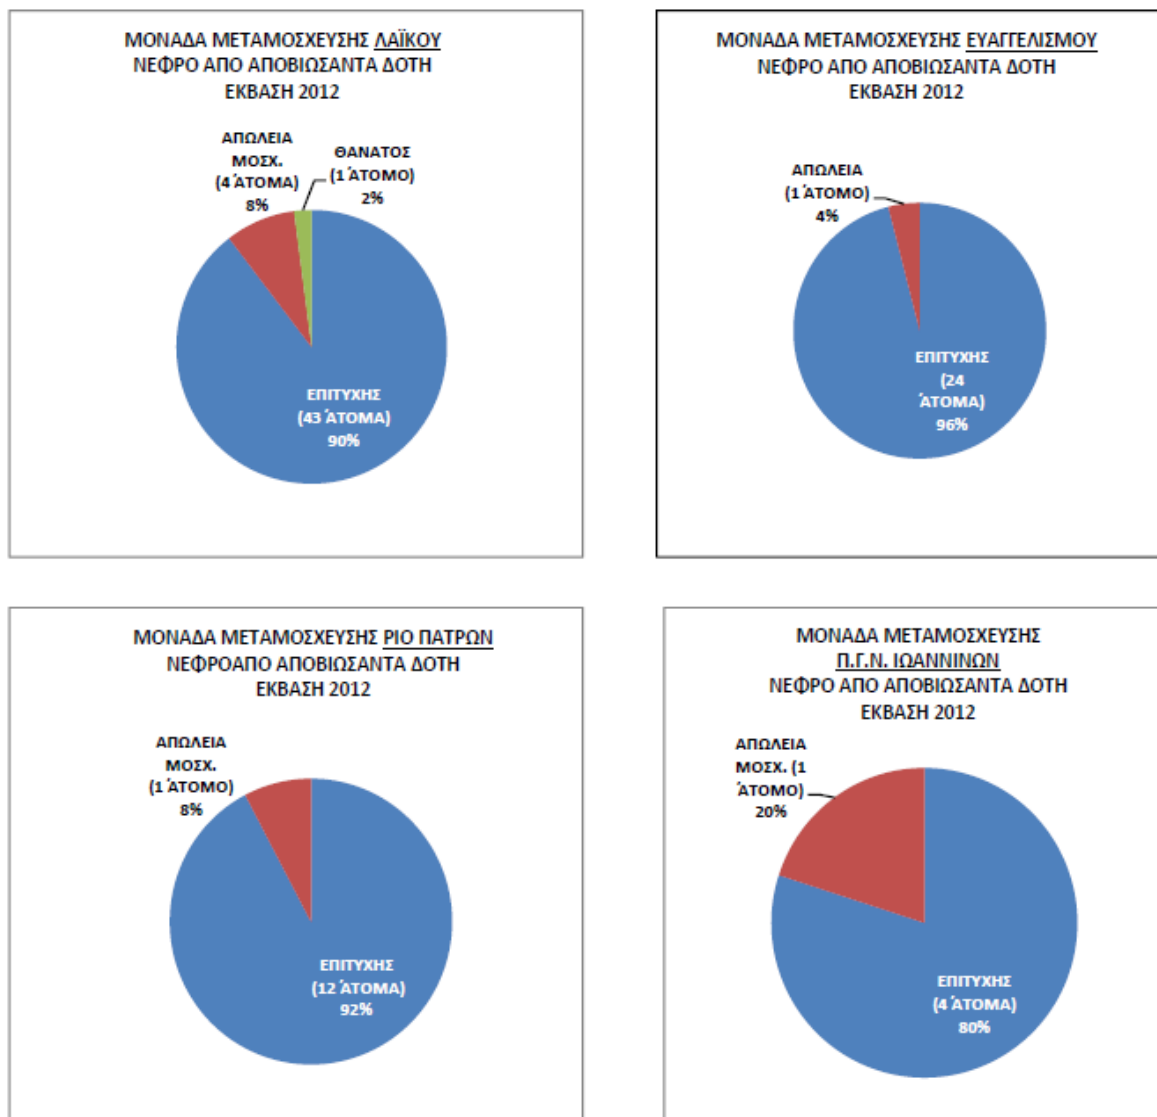 ΜΟΝΑΔΑ ΜΕΤΑΜΟΣΧΕΥΣΗΣ ΛΑΪΚΟΥ
ΝΕΦΡΟ ΑΠΟ ΑΠΟΒΙΩΣΑΝΤΑ ΔΟΤΗ
ΕΚΒΑΣΗ 2012
ΑΠΩΛΕΙΑ
ΜΟΣΧ.
(4 ΆΤΟΜΑ)
8%
ΘΑΝΑΤΟΣ
(1 ΆΤΟΜΟ)
2%
ΕΠΙΤΥΧΗΣ
(43 ΆΤΟΜΑ)
90%
ΜΟΝΑΔΑ ΜΕΤΑΜΟΣΧΕΥΣΗΣ ΕΥΑΓΓΕΛΙΣΜΟΥ
ΝΕΦΡΟ ΑΠΟ ΑΠΟΒΙΩΣΑΝΤΑ ΔΟΤΗ
ΕΚΒΑΣΗ 2012
ΑΠΩΛΕΙΑ
(1 ΆΤΟΜΟ)
4%
ΕΠΙΤΥΧΗΣ
(24
ΆΤΟΜΑ)
96%
ΜΟΝΑΔΑ ΜΕΤΑΜΟΣΧΕΥΣΗΣ ΡΙΟ ΠΑΤΡΩΝ
ΝΕΦΡΟΑΠΟ ΑΠΟΒΙΩΣΑΝΤΑ ΔΟΤΗ
ΕΚΒΑΣΗ 2012
ΑΠΩΛΕΙΑ
ΜΟΣΧ.
(1 ΆΤΟΜΟ)
8%
ΕΠΙΤΥΧΗΣ
(12 ΆΤΟΜΑ)
92%
ΜΟΝΑΔΑ ΜΕΤΑΜΟΣΧΕΥΣΗΣ
Π.Γ.Ν. ΙΩΑΝΝΙΝΩΝ
ΝΕΦΡΟ ΑΠΟ ΑΠΟΒΙΩΣΑΝΤΑ ΔΟΤΗ
ΕΚΒΑΣΗ 2012
ΑΠΩΛΕΙΑ
ΜΟΣΧ. (1
ΆΤΟΜΟ)
20%
ΕΠΙΤΥΧΗΣ
(4 ΆΤΟΜΑ)
80%